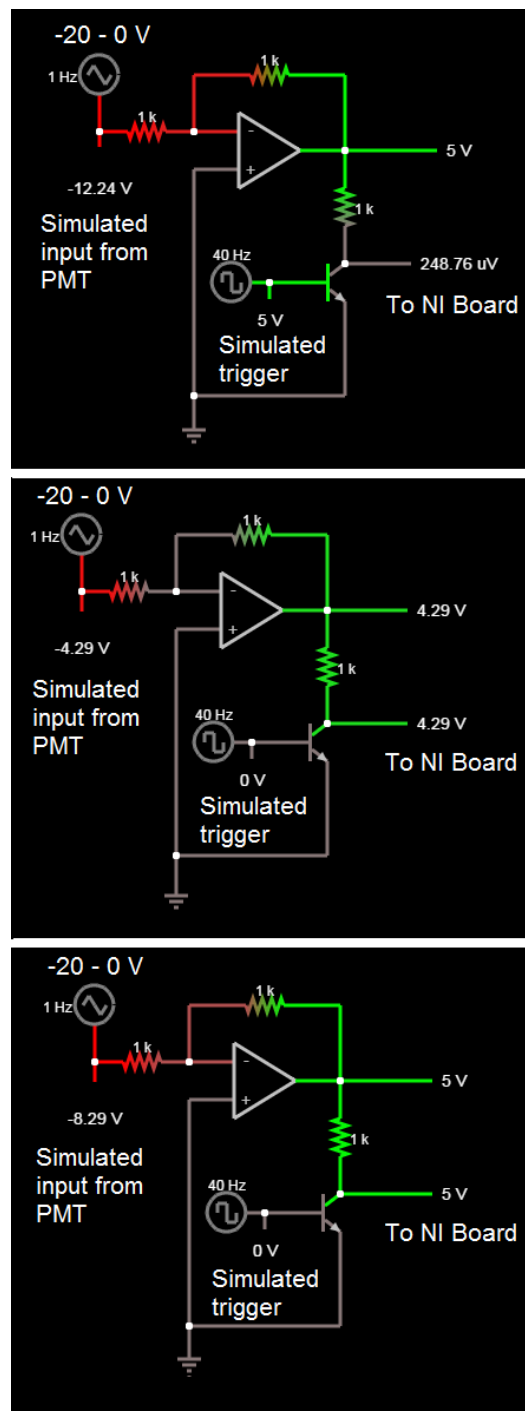 -20 - 0 V
1 Hz
1 k
1 k
-
+
5 V
-12.24 V
1 k
Simulated
input from
PMT
40 Hz
248.76 uV
To NI Board
5 V
Simulated
trigger
-20 - 0 V
1 Hz
1 k
1 k
-
+
4.29 V
-4.29 V
1 k
Simulated
input from
PMT
40 Hz
4.29 V
To NI Board
0 V
Simulated
trigger
-20 - 0 V
1 Hz
1 k
1 k
-
+
5 V
-8.29 V
1 k
Simulated
input from
PMT
40 Hz
5 V
To NI Board
0 V
Simulated
trigger